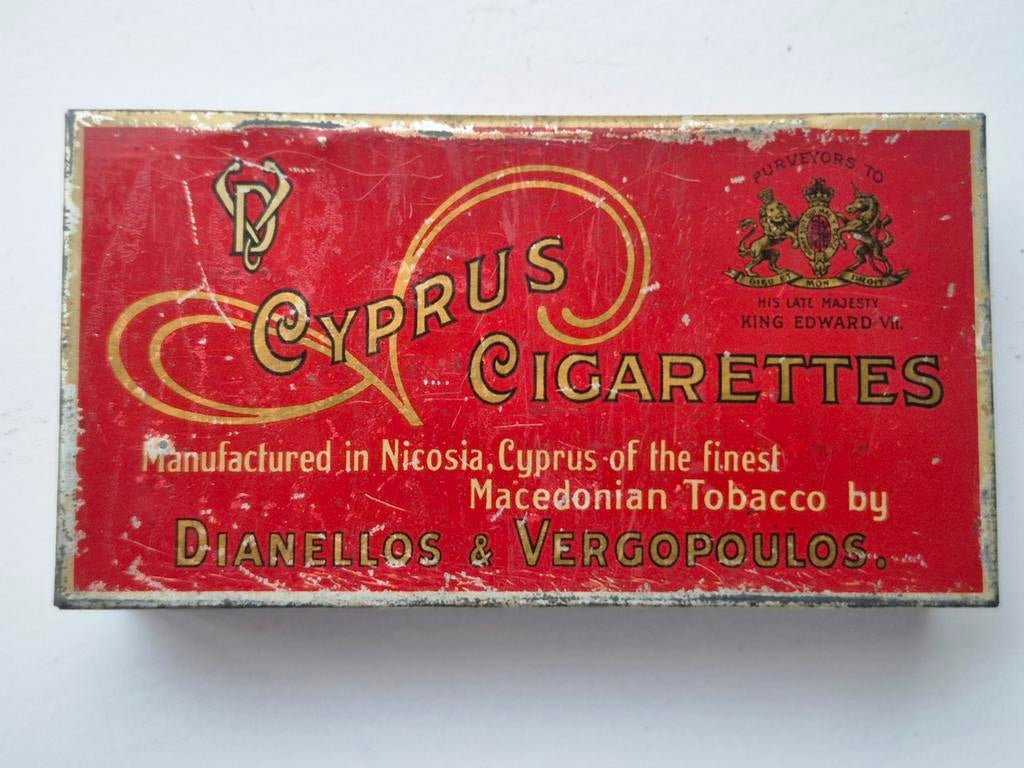 DV
CYPRUS
CIGARETTES
PURVEYORS TO
DIEU ET MON DROIT
HIS LATE MAJESTY
KING EDWARD VII.
Manufactured in Nicosia, Cyprus of the finest
Macedonian Tobacco by
DIANELLOS & VERGOPOULOS.